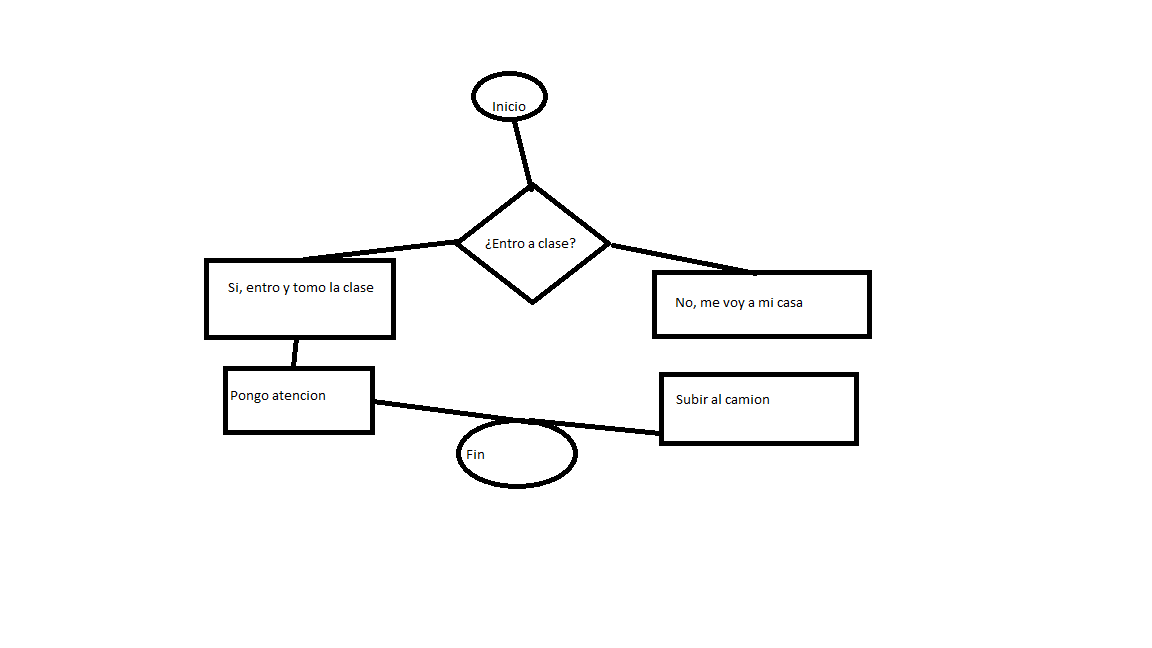 Inicio
¿Entro a clase?
Si, entro y tomo la clase
No, me voy a mi casa
Pongo atencion
Subir al camion
Fin